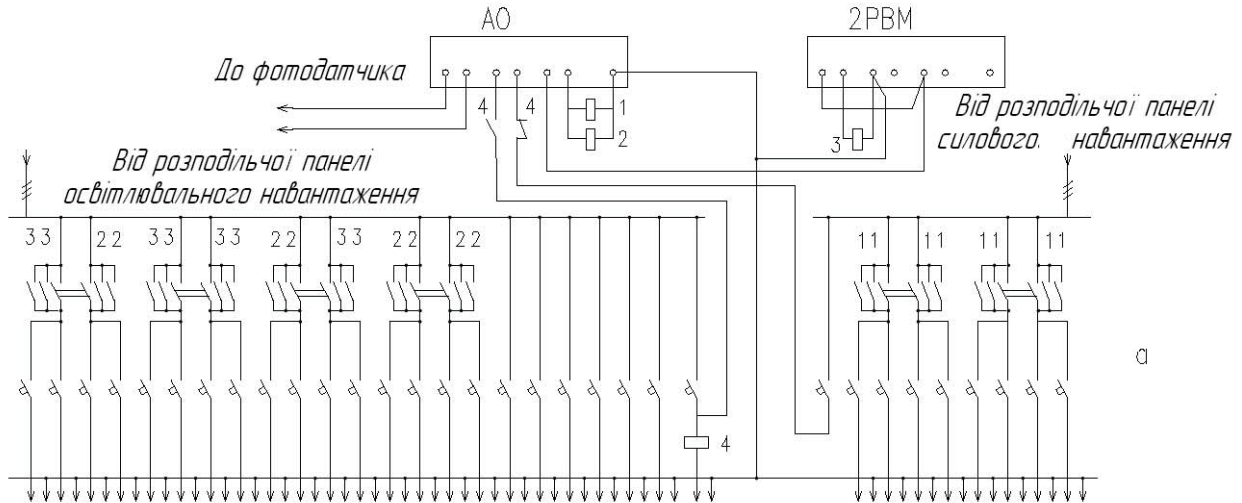 АО
2РВМ
До фотодатчика
4
4
1
2
3
Від розподільчої панелі
силового. навантаження
Від розподільчої панелі
освітлювального навантаження
33 22 33 33 22 33 22 22 11 11 11 11
а
4